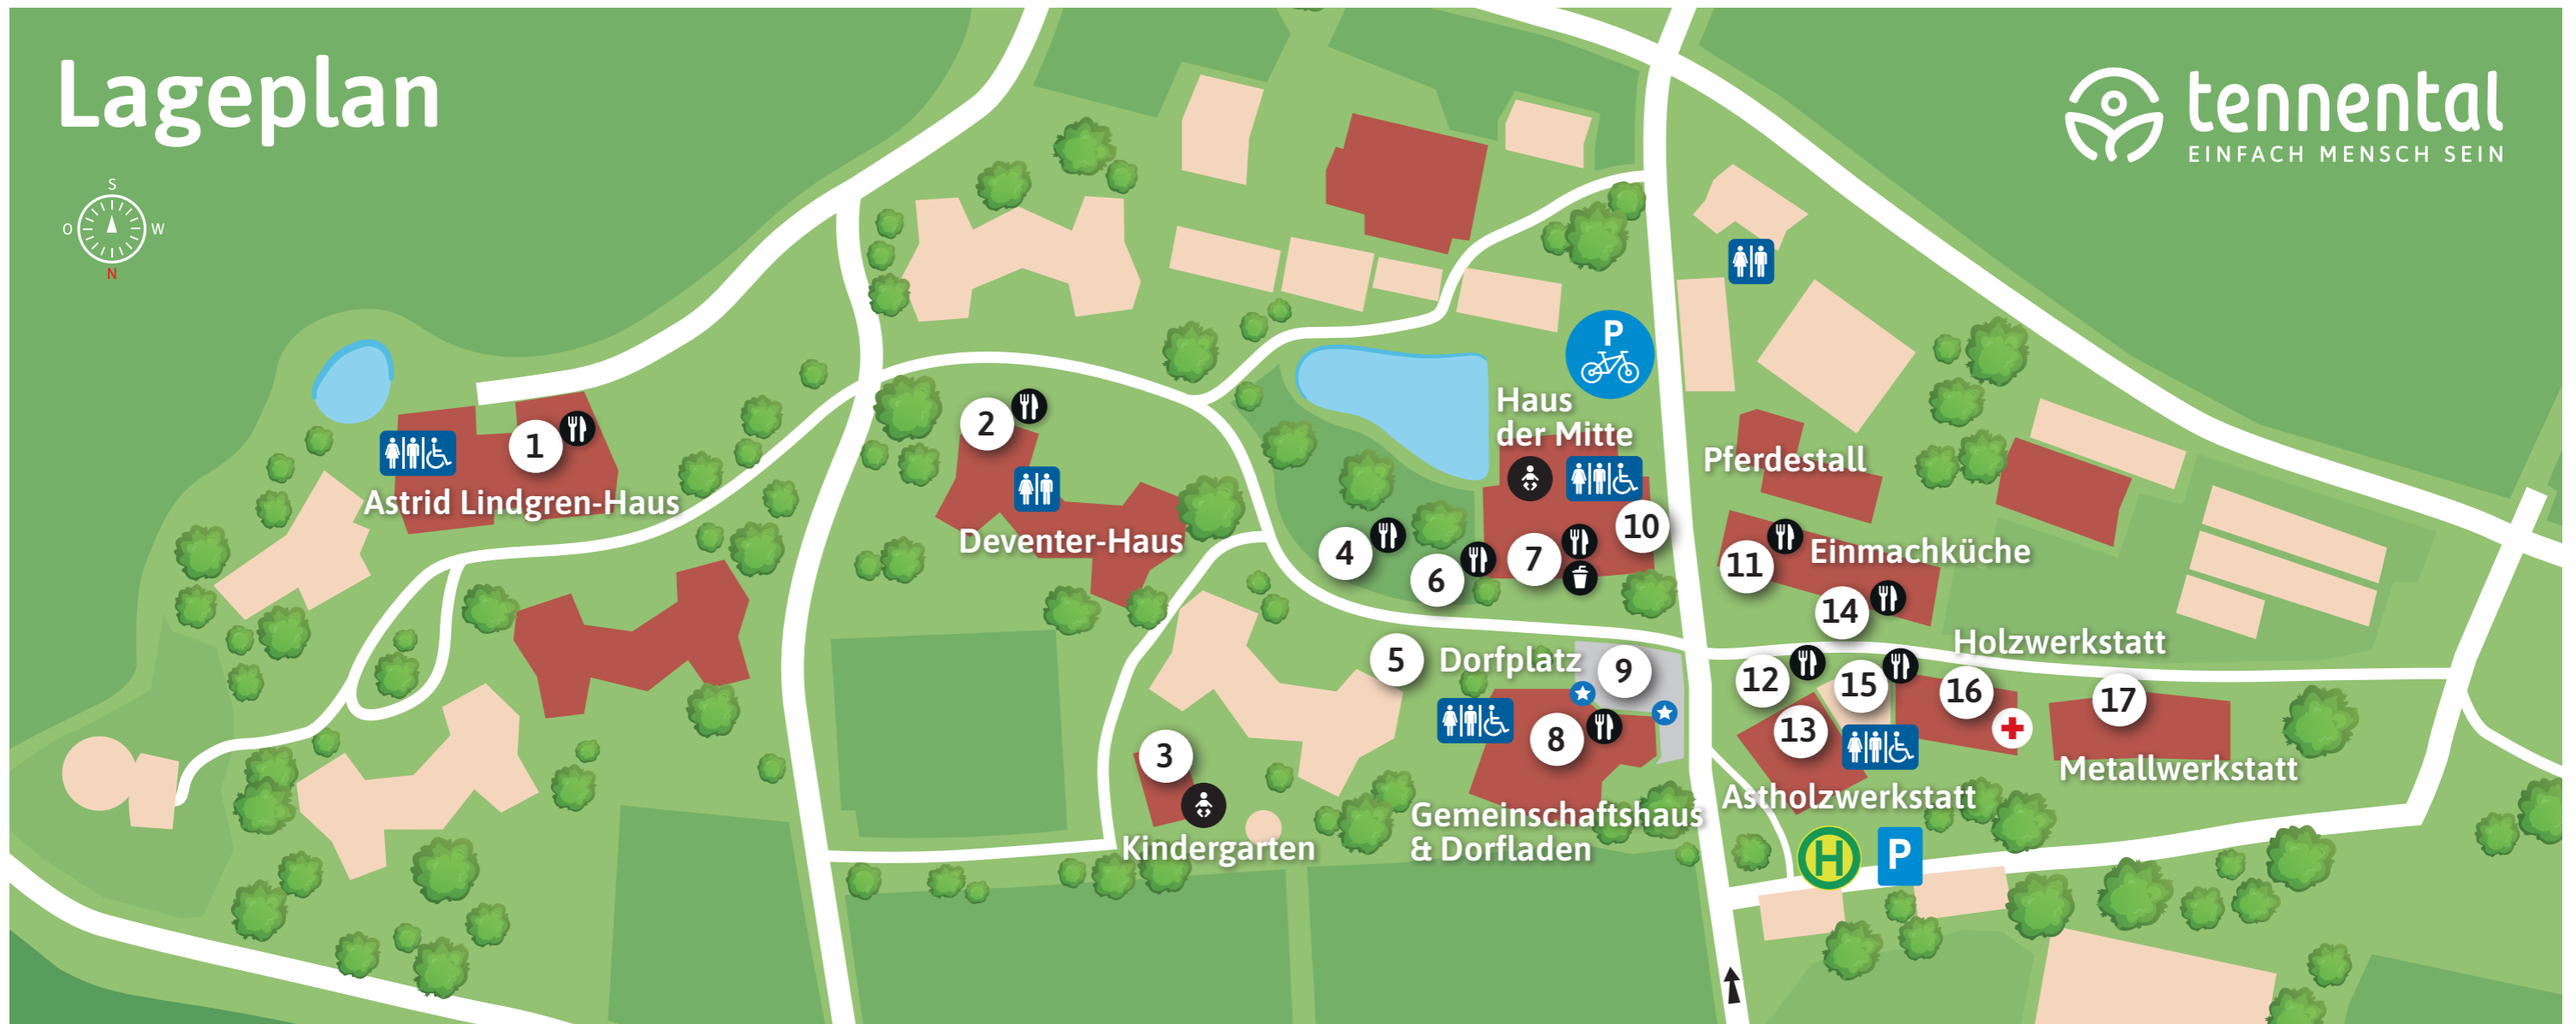 Lageplan
S
O
W
N
tennental
EINFACH MENSCH SEIN
P
Haus
der Mitte
2
1
Astrid Lindgren-Haus
Deventer-Haus
Pferdestall
10
4
7
6
11
Einmachküche
14
Holzwerkstatt
5
Dorfplatz
9
12
15
16
17
8
13
3
Metallwerkstatt
Astholzwerkstatt
Gemeinschaftshaus
& Dorfladen
Kindergarten
H
P